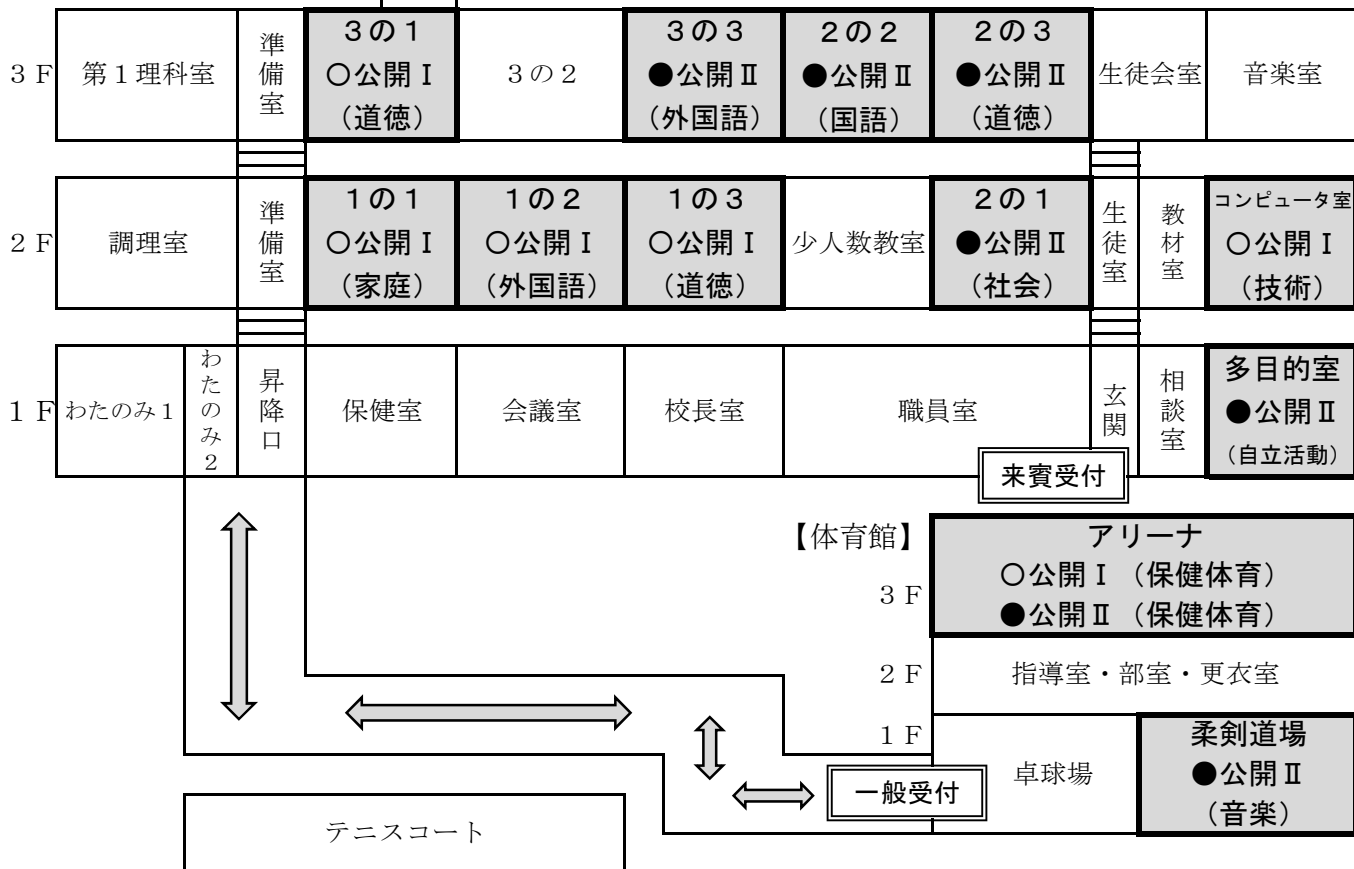 ３Ｆ
第１理科室
準備室
３の１
○公開Ⅰ
（道徳）
３の２
３の３
●公開Ⅱ
（外国語）
２の２
●公開Ⅱ
（国語）
２の３
●公開Ⅱ
（道徳）
生徒会室
音楽室
２Ｆ
調理室
準備室
１の１
○公開Ⅰ
（家庭）
１の２
○公開Ⅰ
（外国語）
１の３
○公開Ⅰ
（道徳）
少人数教室
２の１
●公開Ⅱ
（社会）
生徒室
教材室
コンピュータ室
○公開Ⅰ
（技術）
１Ｆ
わたのみ１
わたのみ２
昇降口
保健室
会議室
校長室
職員室
玄関
相談室
多目的室
●公開Ⅱ
（自立活動）
来賓受付
【体育館】
３Ｆ
アリーナ
○公開Ⅰ（保健体育）
●公開Ⅱ（保健体育）
２Ｆ
指導室・部室・更衣室
１Ｆ
一般受付
卓球場
柔剣道場
●公開Ⅱ
（音楽）
テニスコート